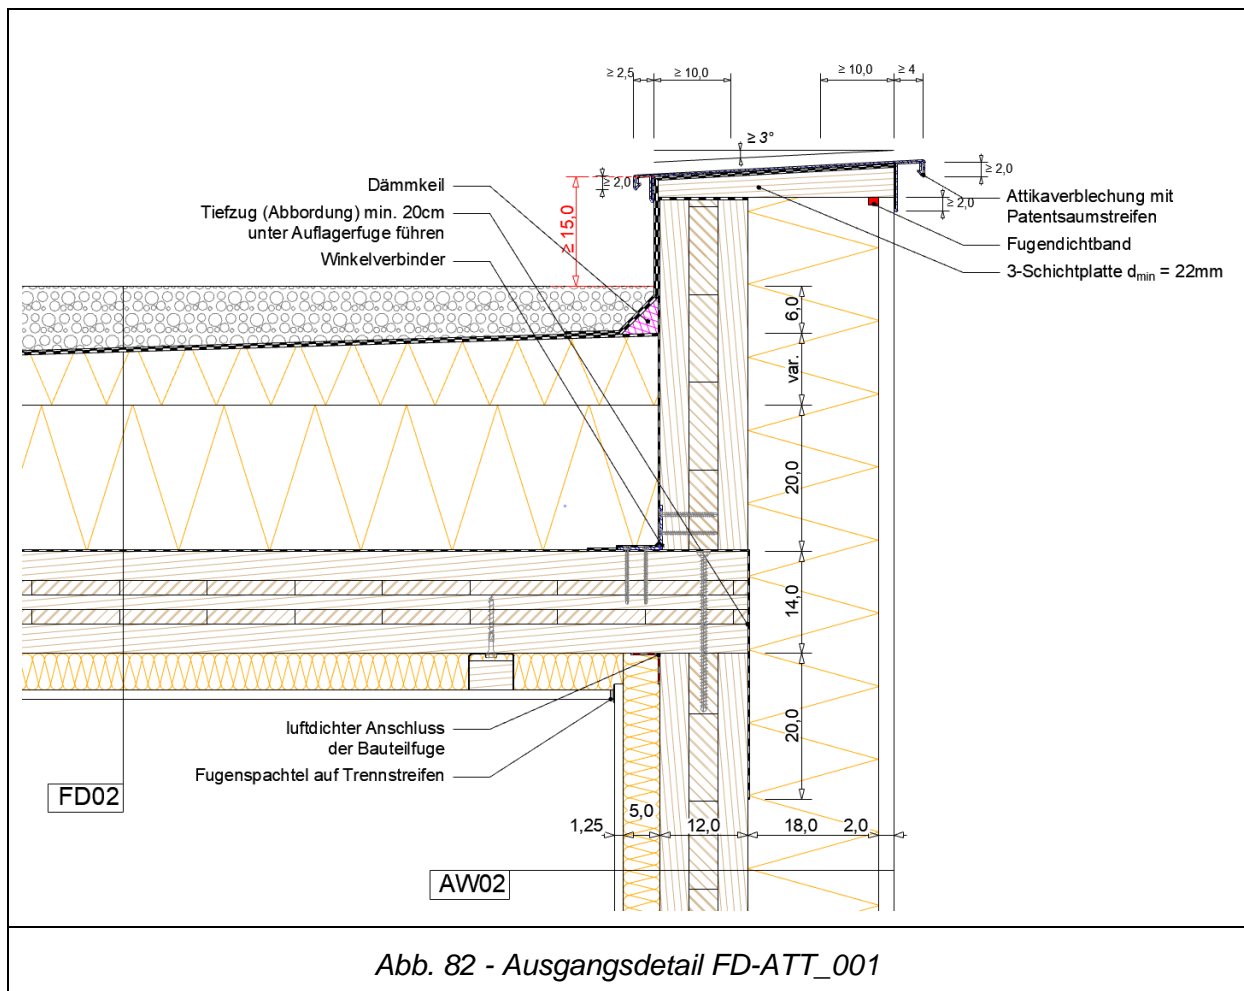 ≥ 2,5
≥ 10,0
≥ 10,0
≥ 4
≥ 3°
≥ 2,0
≥ 2,0
≥ 2,0
≥ 15,0
Dämmkeil
Tiefzug (Abbordung) min. 20cm
unter Auflagerfuge führen
Winkelverbinder
Attikaverblechung mit
Patentsaumstreifen
Fugendichtband
3-Schichtplatte dmin = 22mm
6,0
var.
20,0
14,0
20,0
luftdichter Anschluss
der Bauteilfuge
Fugenspachtel auf Trennstreifen
FD02
1,25
5,0
12,0
18,0
2,0
AW02
Abb. 82 - Ausgangsdetail FD-ATT_001